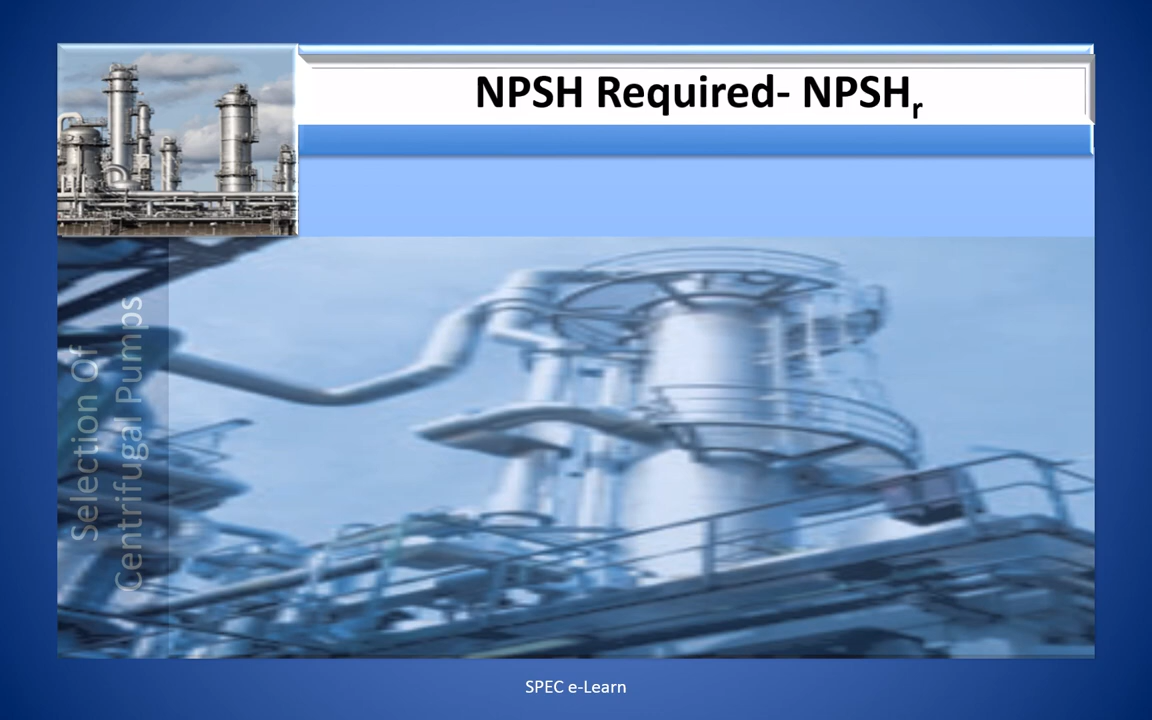 NPSH Required- NPSHr
Selection Of
Centrifugal Pumps
SPEC e-Learn